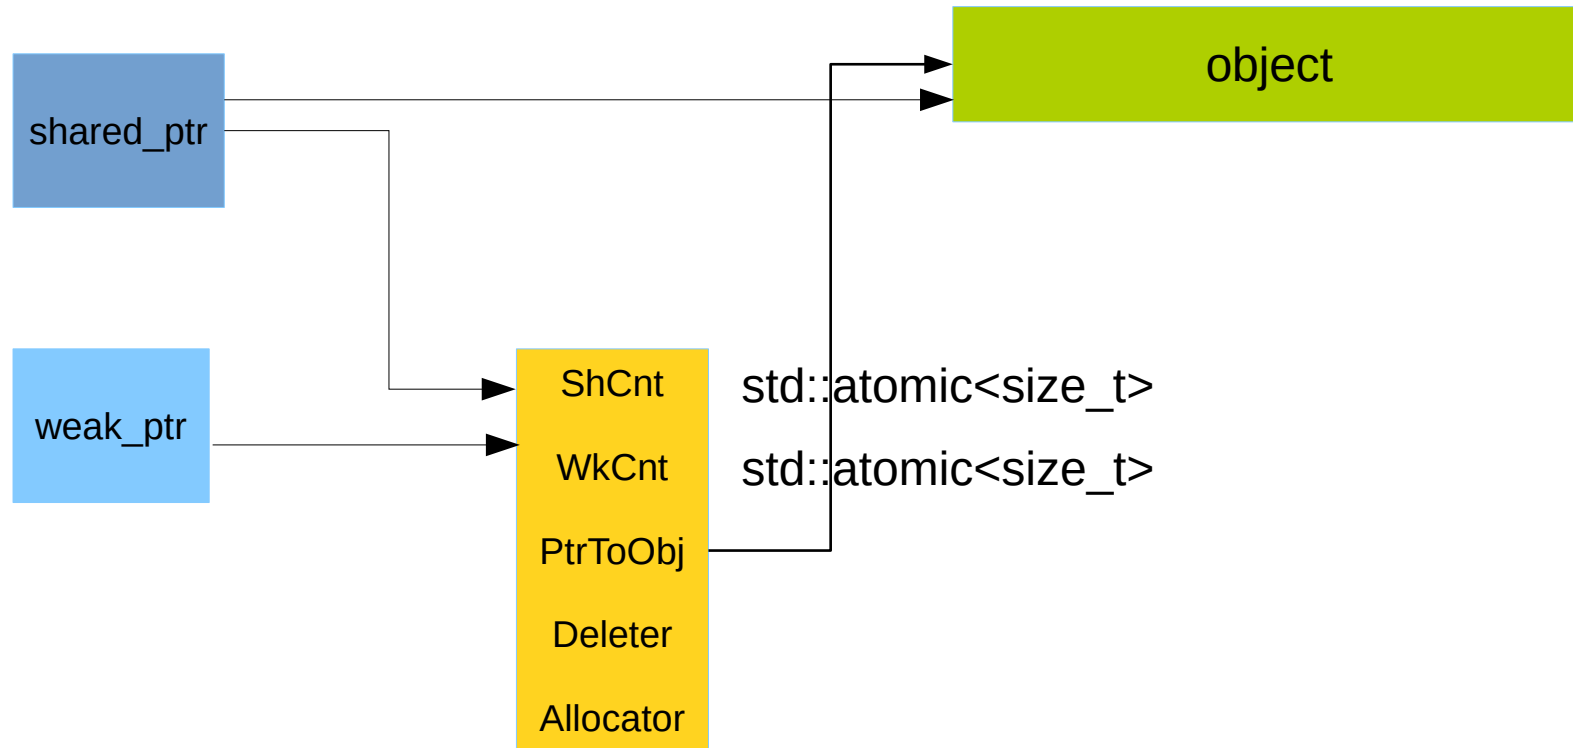 object
shared_ptr
weak_ptr
ShCnt
std::atomic<size_t>
WkCnt
std::atomic<size_t>
PtrToObj
Deleter
Allocator